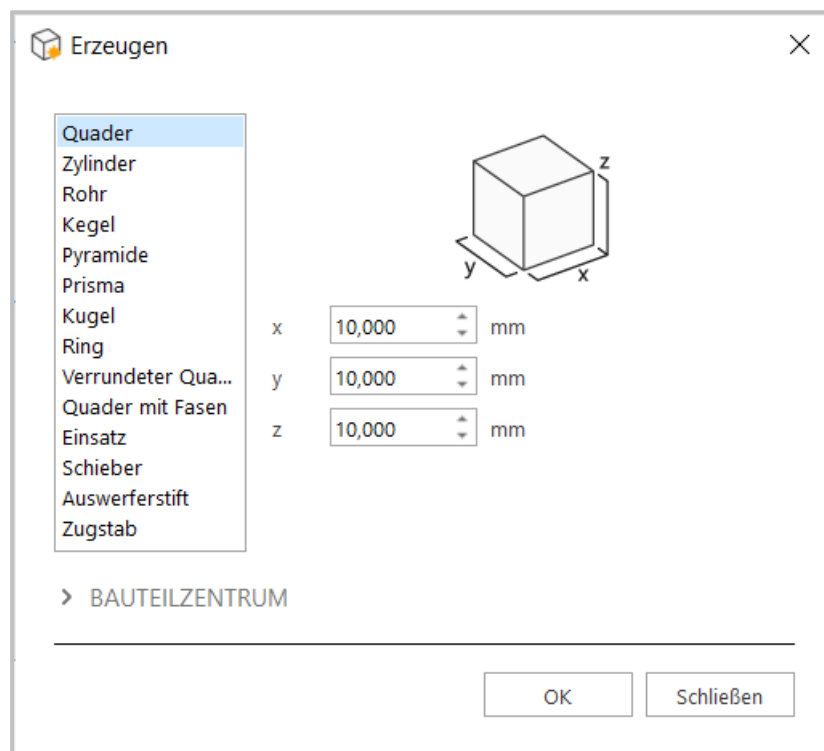 Erzeugen
Quader
Zylinder
Rohr
Kegel
Pyramide
Prisma
Kugel
Ring
Verrundeter Qua...
Quader mit Fasen
Einsatz
Schieber
Auswerferstift
Zugstab
z
y
x
x 10,000 mm
y 10,000 mm
z 10,000 mm
BAUTEILZENTRUM
OK Schließen